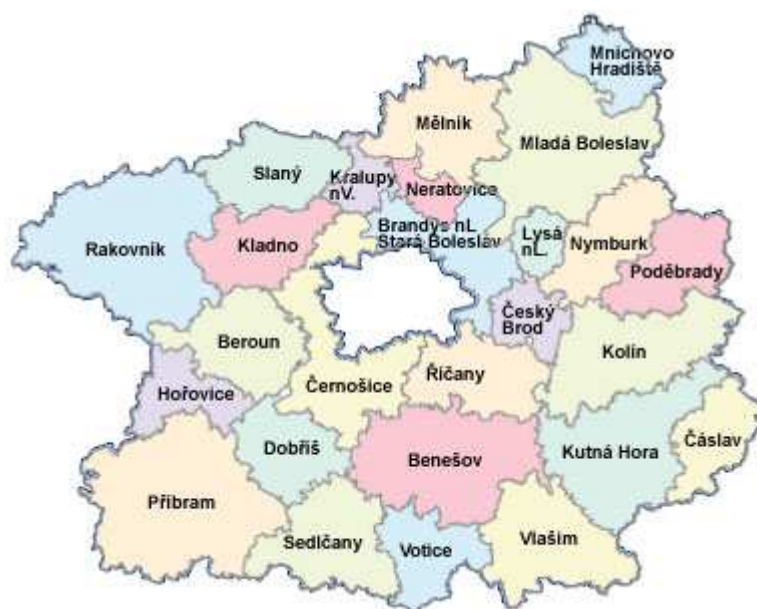 Mnichovo
Hradiště
Mělník
Mladá Boleslav
Slaný
Kralupy
nV.
Neratovice
Brandýs nL
Stará Boleslav
Lysá
nL.
Nymburk
Rakovník
Kladno
Poděbrady
Český
Brod
Beroun
Kolín
Říčany
Černošice
Hořovice
Dobříš
Benešov
Kutná Hora
Čáslav
Příbram
Sedlčany
Votice
Vlašim